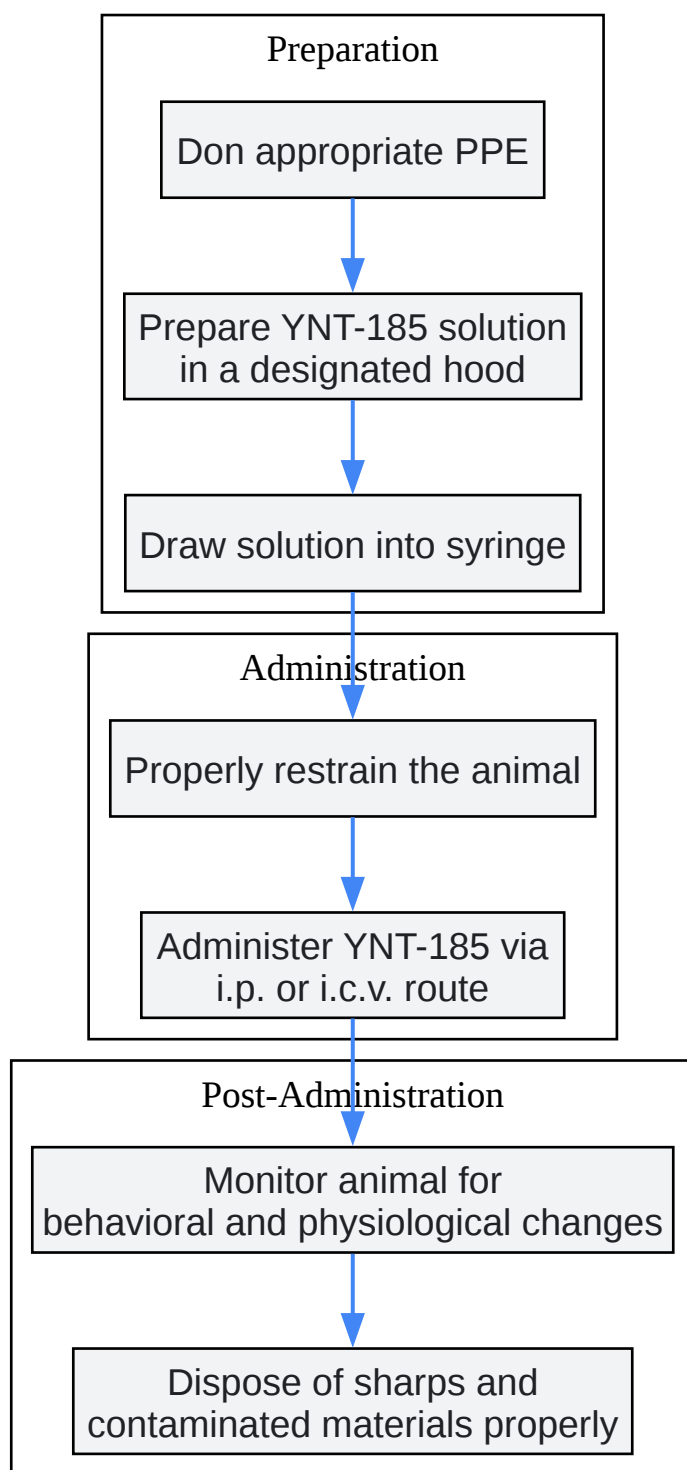 Preparation
Don appropriate PPE
Prepare YNT-185 solution
in a designated hood
Draw solution into syringe
Administration
Properly restrain the animal
Administer YNT-185 via
i.p. or i.c.v. route
Post-Administration
Monitor animal for
behavioral and physiological changes
Dispose of sharps and
contaminated materials properly